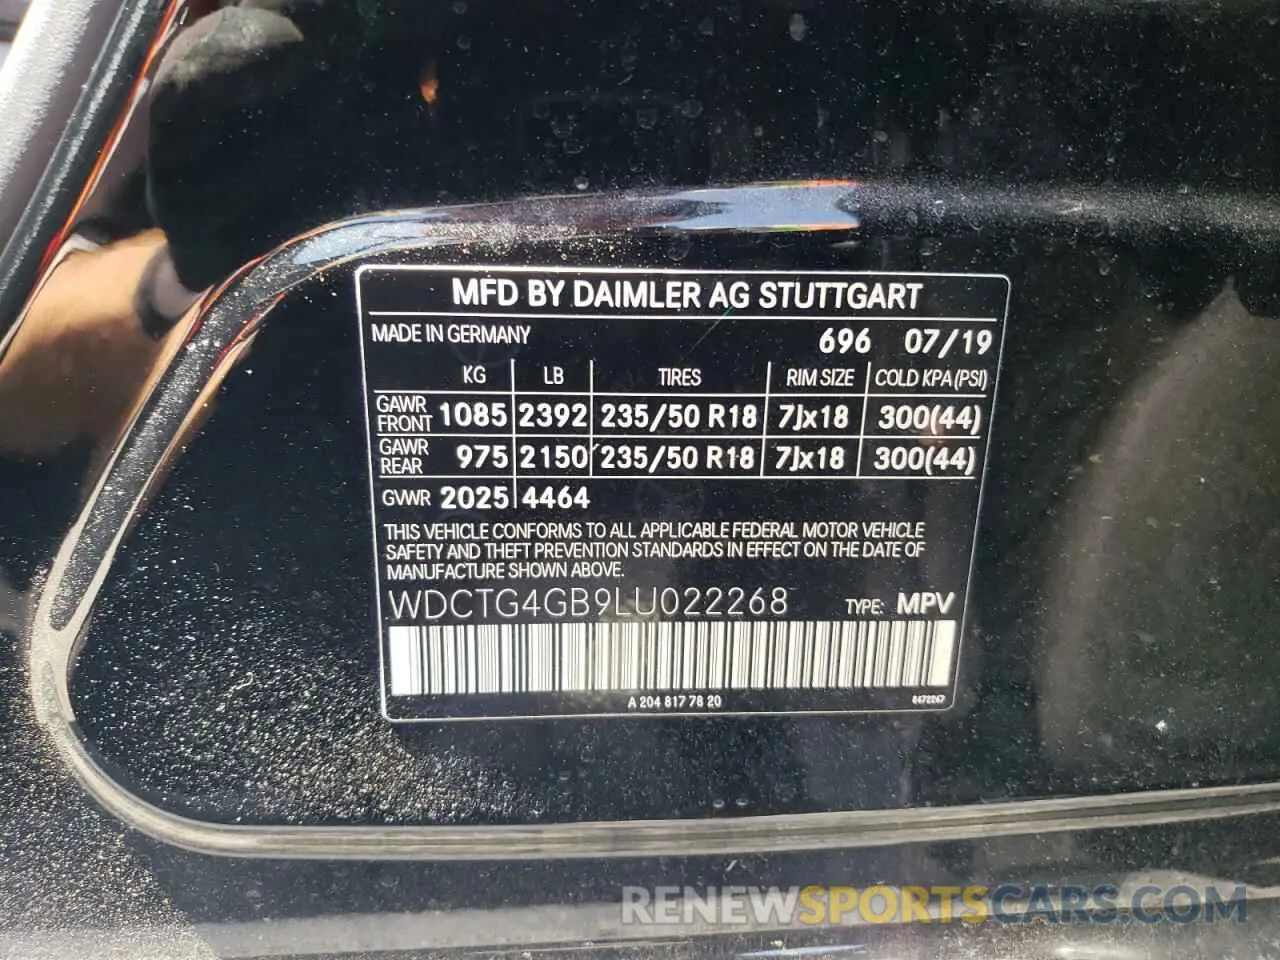 MFD BY DAIMLER AG STUTTGART
MADE IN GERMANY 696 07/19
KG LB TIRES RIM SIZE COLD KPA (PSI)
GAWR FRONT 1085 2392 235/50 R18 7Jx18 300(44)
GAWR REAR 975 2150 235/50 R18 7Jx18 300(44)
GVWR 2025 4464
THIS VEHICLE CONFORMS TO ALL APPLICABLE FEDERAL MOTOR VEHICLE
SAFETY AND THEFT PREVENTION STANDARDS IN EFFECT ON THE DATE OF
MANUFACTURE SHOWN ABOVE.
WDCTG4GB9LU022268 TYPE: MPV
A 204 817 78 20 8472267
RENEWSPORTSCARS.COM